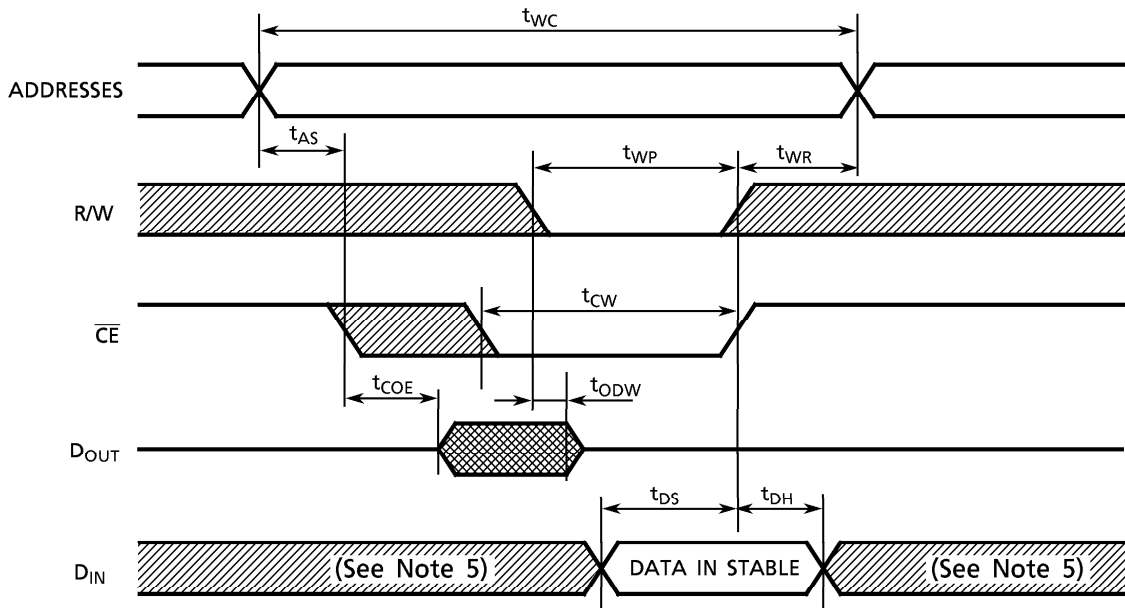 tWC
ADDRESSES
tAS
tWP
tWR
R/W
tCW
CE
tCOE
tODW
DOUT
tDS
tDH
DIN
(See Note 5)
DATA IN STABLE
(See Note 5)